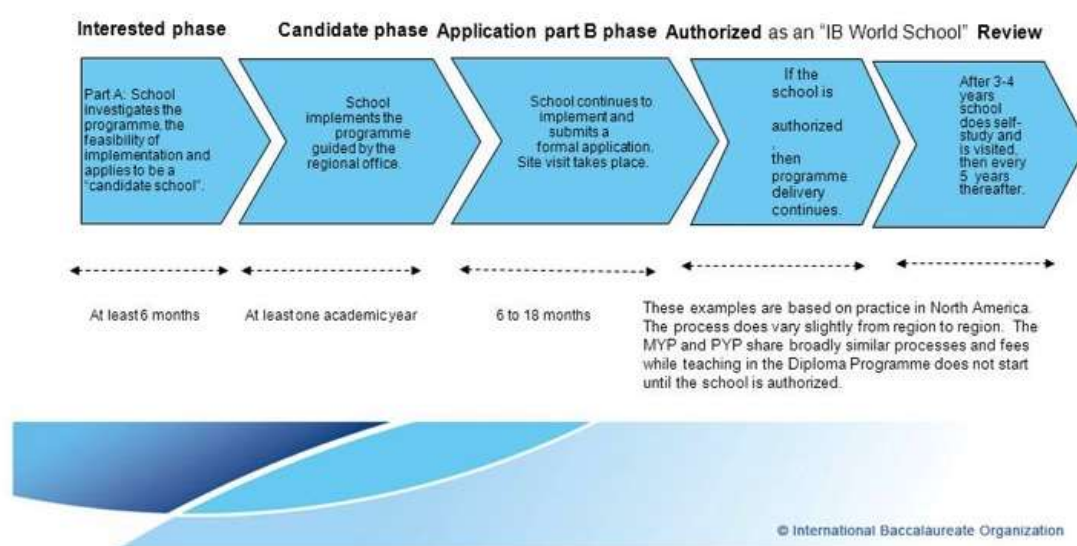 Interested phase
Candidate phase
Application part B phase
Authorized as an "IB World School"
Review
Part A: School
investigates the
programme, the
feasibility of
implementation and
applies to be a
"candidate school".
School
implements the
programme
guided by the
regional office.
School continues to
implement and
submits a
formal application.
Site visit takes place.
If the
school is
authorized
,
then
programme
delivery
continues.
After 3-4
years
school
does self-
study and
is visited,
then every
5 years
thereafter.
At least 6 months
At least one academic year
6 to 18 months
These examples are based on practice in North America.
The process does vary slightly from region to region. The
MYP and PYP share broadly similar processes and fees
while teaching in the Diploma Programme does not start
until the school is authorized.
© International Baccalaureate Organization